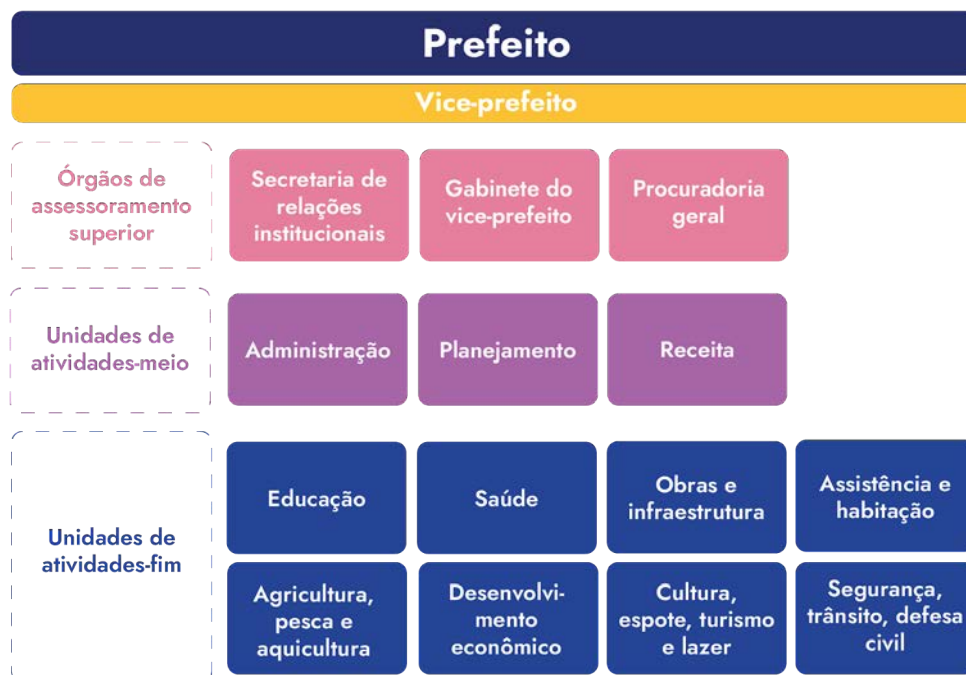 Prefeito
Vice-prefeito
Órgãos de
assessoramento
superior
Secretaria de
relações
institucionais
Gabinete do
vice-prefeito
Procuradoria
geral
Unidades de
atividades-meio
Administração
Planejamento
Receita
Unidades de
atividades-fim
Educação
Saúde
Obras e
infraestrutura
Assistência e
habitação
Agricultura,
pesca e
aquicultura
Desenvolvi-
mento
econômico
Cultura,
espote, turismo
e lazer
Segurança,
trânsito, defesa
civil